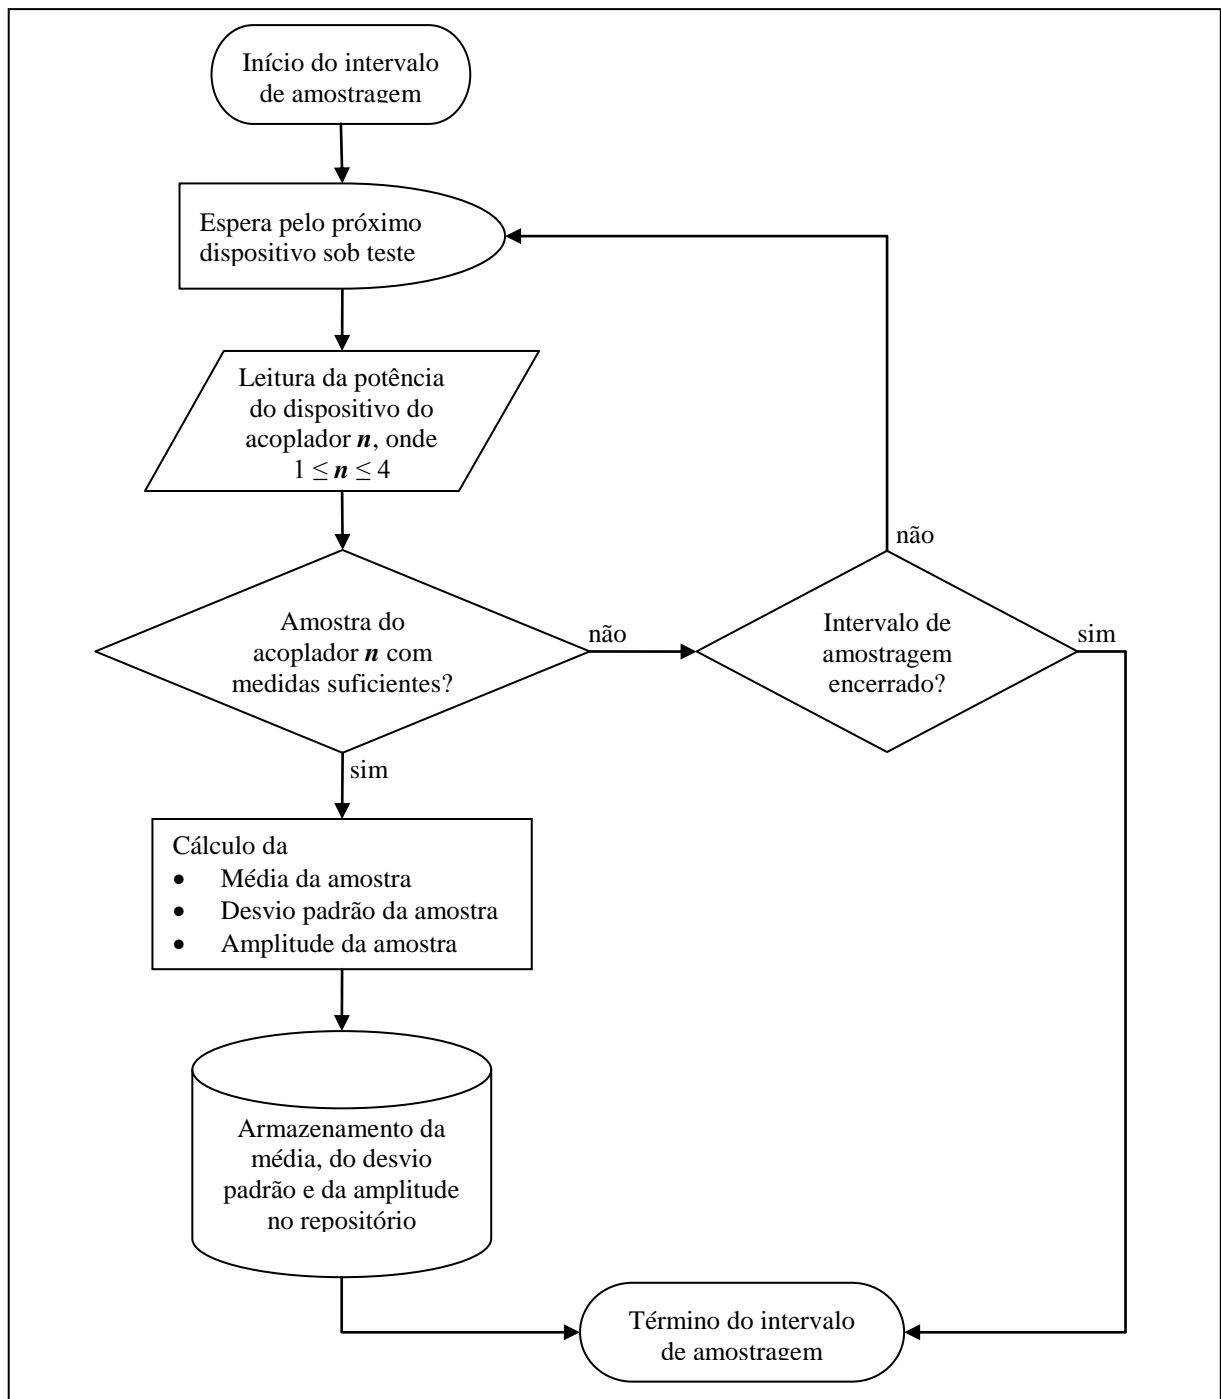 Início do intervalo
de amostragem
Espera pelo próximo
dispositivo sob teste
Leitura da potência
do dispositivo do
acoplador n, onde
1 ≤ n ≤ 4
não
Amostra do
acoplador n com
medidas suficientes?
não
Intervalo de
amostragem
encerrado?
sim
sim
Cálculo da
• Média da amostra
• Desvio padrão da amostra
• Amplitude da amostra
Armazenamento da
média, do desvio
padrão e da amplitude
no repositório
Término do intervalo
de amostragem